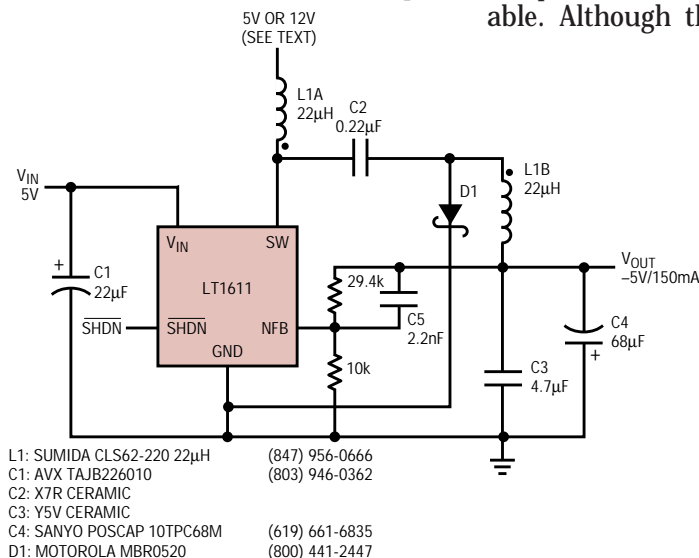 able. Although th
5V OR 12V
(SEE TEXT)
L1A
22µH
C2
0.22µF
L1B
22µH
D1
VIN
5V
VIN
SW
C1
22µF
+
LT1611
SHDN
SHDN
NFB
GND
29.4k
C5
2.2nF
10k
VOUT
–5V/150mA
C4
68µF
+
C3
4.7µF
L1: SUMIDA CLS62-220 22µH (847) 956-0666
C1: AVX TAJB226010 (803) 946-0362
C2: X7R CERAMIC
C3: Y5V CERAMIC
C4: SANYO POSCAP 10TPC68M (619) 661-6835
D1: MOTOROLA MBR0520 (800) 441-2447